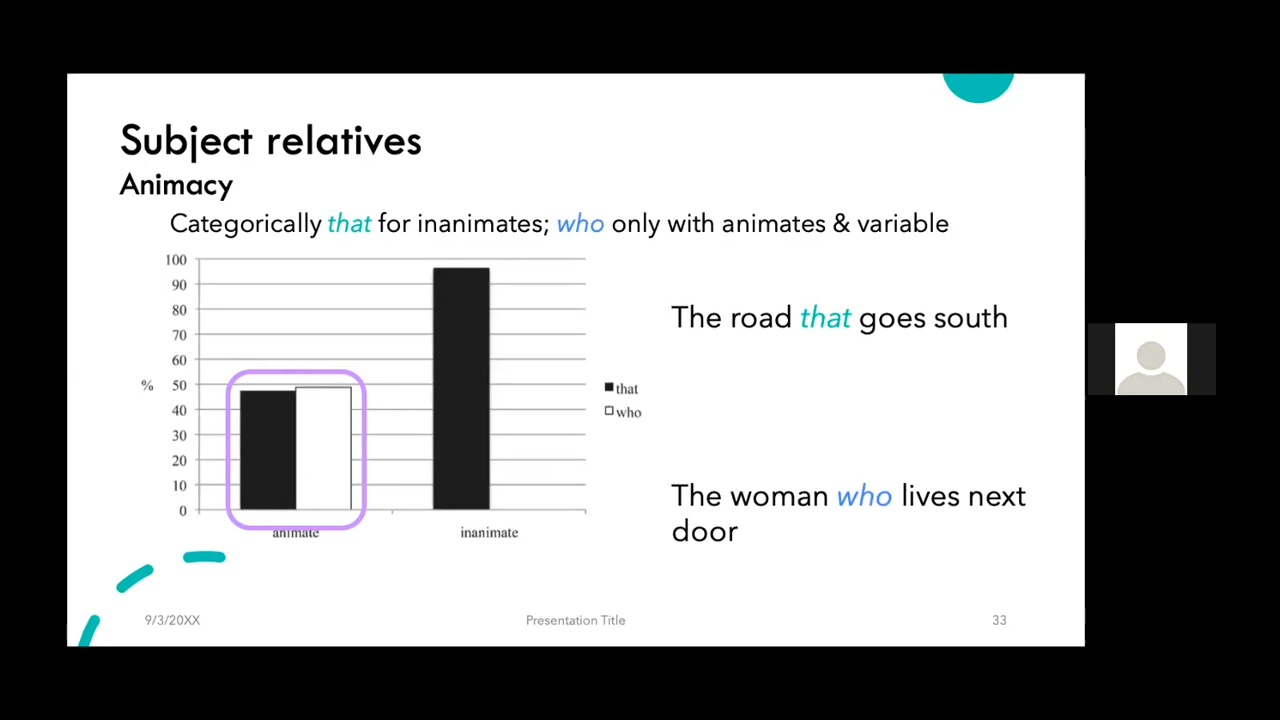 Subject relatives
Animacy
Categorically that for inanimates; who only with animates & variable
100
90
80
70
60
50
40
30
20
10
0
%
animate
inanimate
that
who
The road that goes south
The woman who lives next
door
9/3/20XX
Presentation Title
33